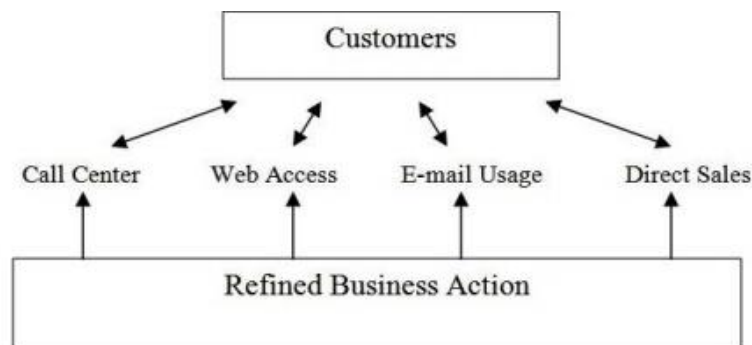 Customers
Call Center
Web Access
E-mail Usage
Direct Sales
Refined Business Action